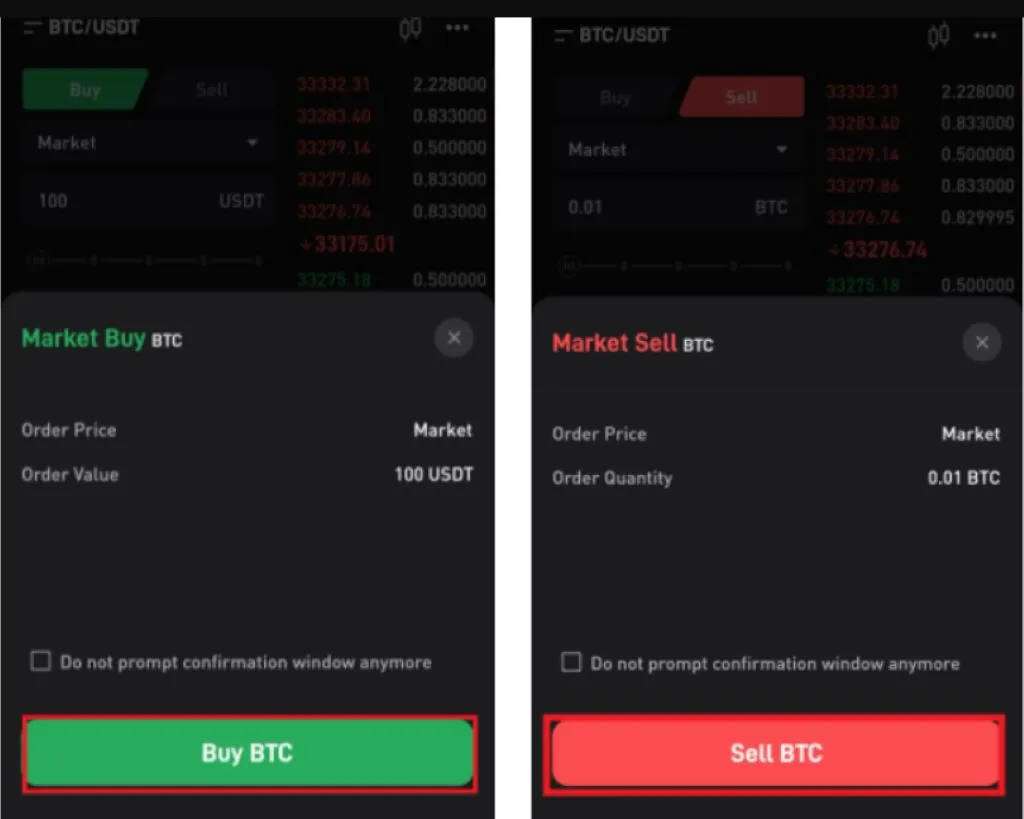 BTC/USDT
Buy Sell
33332.31 2.228000
33283.40 0.833000
Market
33279.14 0.500000
33277.86 0.833000
100 USDT
33276.74 0.833000
33175.01
33275.18 0.500000
Market Buy BTC
Order Price Market
Order Value 100 USDT
Do not prompt confirmation window anymore
Buy BTC
BTC/USDT
Buy Sell
33332.31 2.228000
33283.40 0.833000
Market
33279.14 0.500000
33277.86 0.833000
0.01 BTC
33276.74 0.829995
33276.74
33275.18 0.500000
Market Sell BTC
Order Price Market
Order Quantity 0.01 BTC
Do not prompt confirmation window anymore
Sell BTC